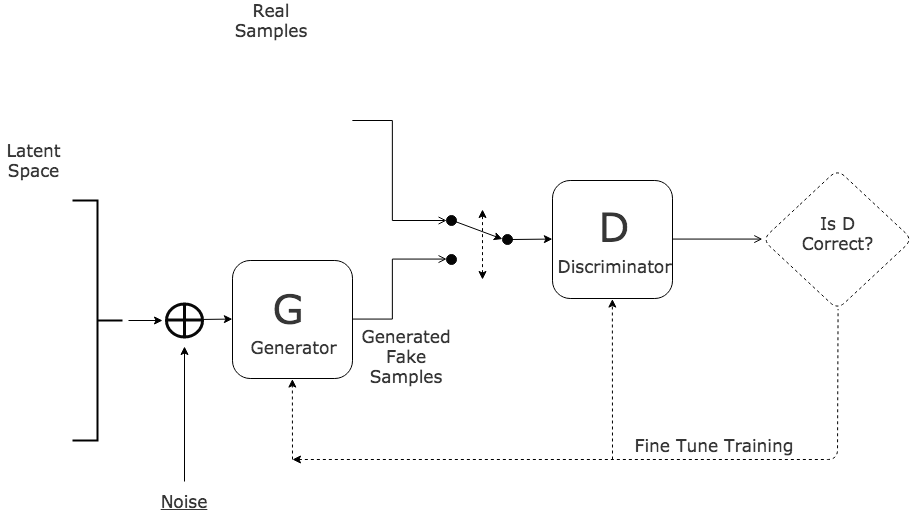 Real
Samples
Latent
Space
Is D
Correct?
D
Discriminator
G
Generator
Generated
Fake
Samples
Fine Tune Training
Noise